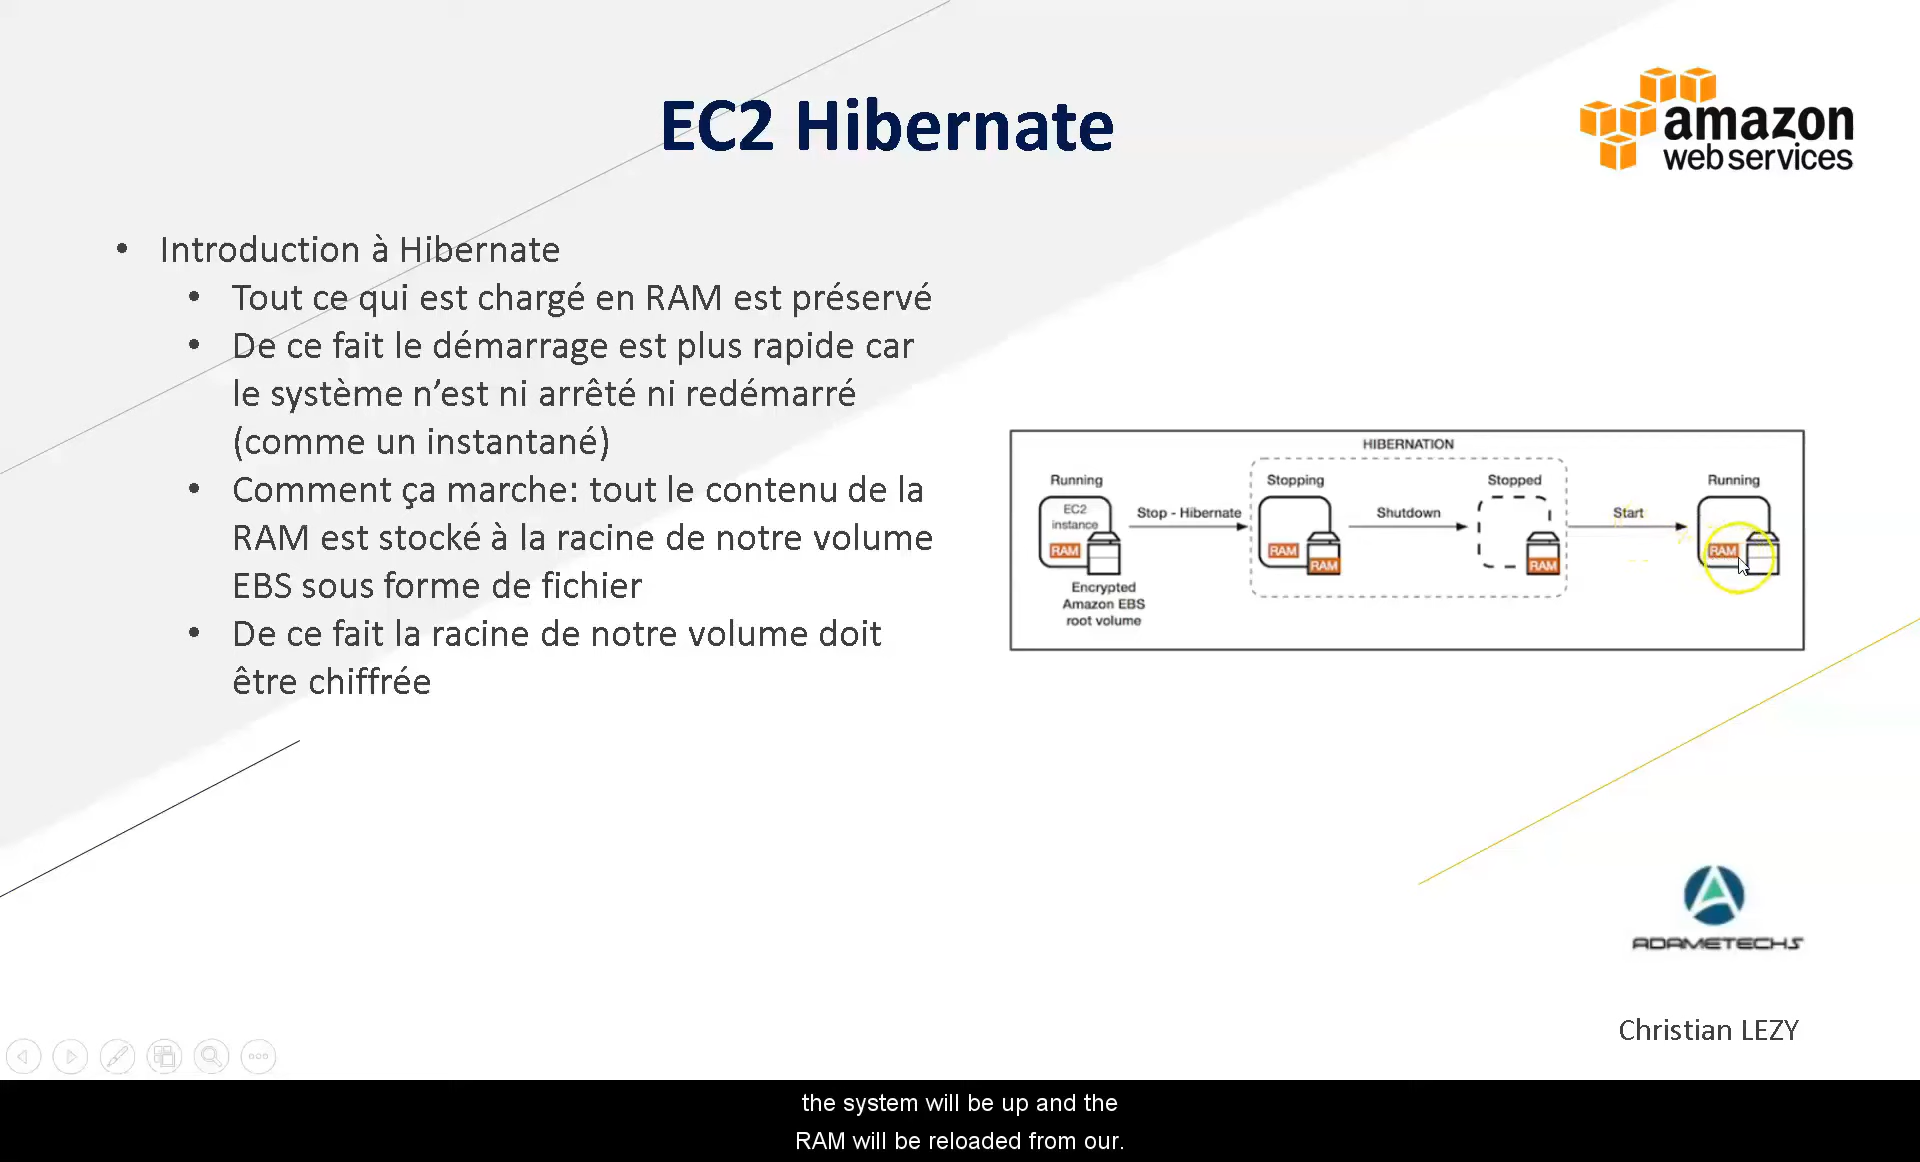 EC2 Hibernate
amazon
web services
• Introduction à Hibernate
• Tout ce qui est chargé en RAM est préservé
• De ce fait le démarrage est plus rapide car
le système n’est ni arrêté ni redémarré
(comme un instantané)
• Comment ça marche: tout le contenu de la
RAM est stocké à la racine de notre volume
EBS sous forme de fichier
• De ce fait la racine de notre volume doit
être chiffrée
HIBERNATION
Running
Stopping
Stopped
Running
EC2
instance
Stop - Hibernate
Shutdown
Start
RAM
RAM
RAM
RAM
RAM
Encrypted
Amazon EBS
root volume
ADAMETECHS
Christian LEZY
the system will be up and the
RAM will be reloaded from our.